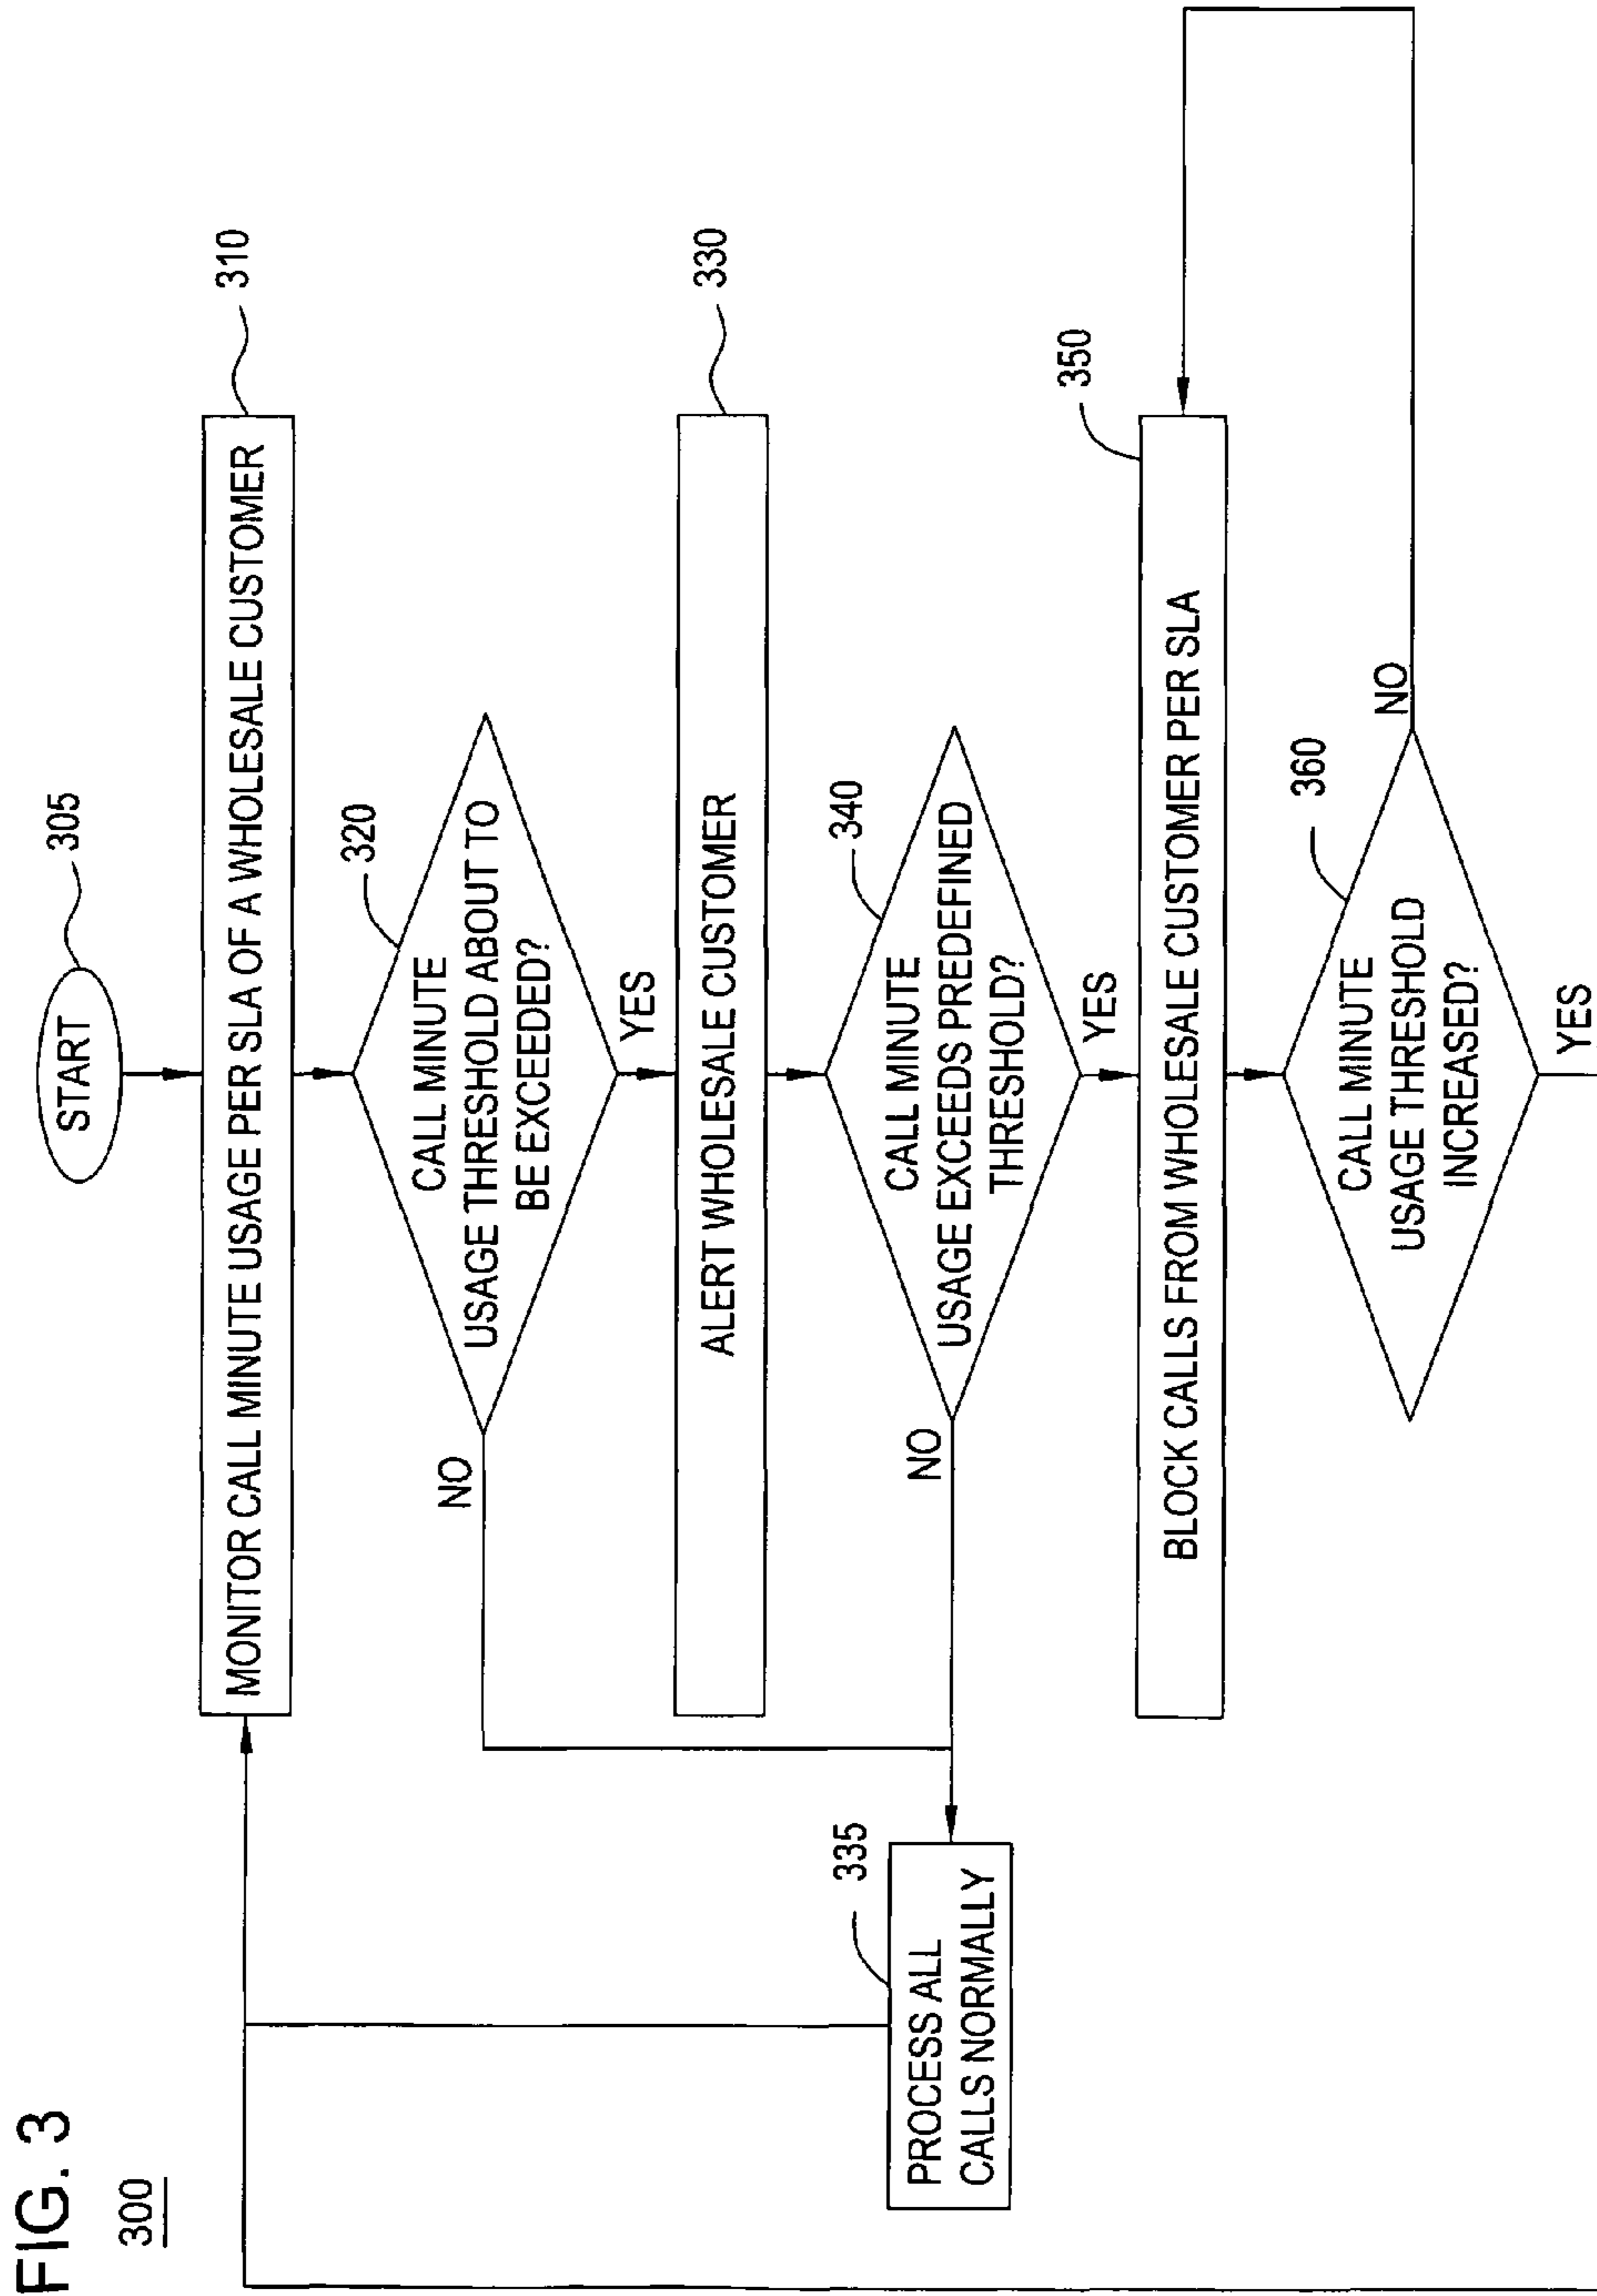 FIG. 3
300
START
305
MONITOR CALL MINUTE USAGE PER SLA OF A WHOLESALE CUSTOMER
310
CALL MINUTE
USAGE THRESHOLD ABOUT TO
BE EXCEEDED?
320
NO
YES
ALERT WHOLESALE CUSTOMER
330
CALL MINUTE
USAGE EXCEEDS PREDEFINED
THRESHOLD?
340
NO
YES
PROCESS ALL
CALLS NORMALLY
335
BLOCK CALLS FROM WHOLESALE CUSTOMER PER SLA
350
CALL MINUTE
USAGE THRESHOLD
INCREASED?
360
NO
YES